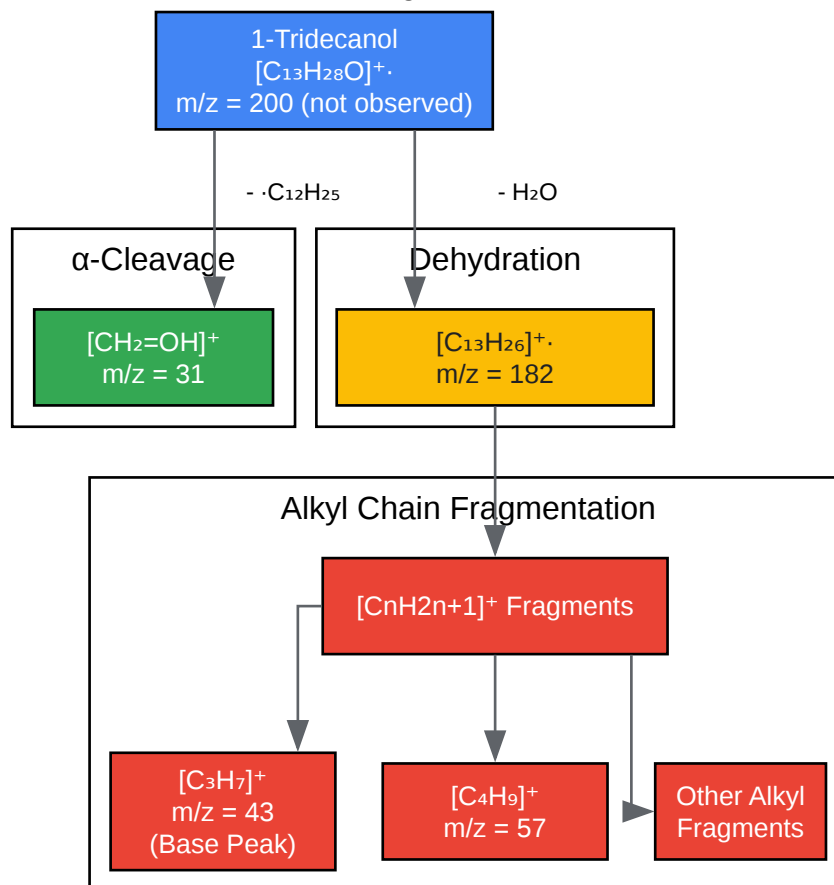 1-Tridecanol
[C₁₃H₂₈O]⁺·
m/z = 200 (not observed)
- ·C₁₂H₂₅
- H₂O
α-Cleavage
Dehydration
[CH₂=OH]⁺
m/z = 31
[C₁₃H₂₆]⁺·
m/z = 182
Alkyl Chain Fragmentation
[CnH2n+1]⁺ Fragments
[C₃H₇]⁺
m/z = 43
(Base Peak)
[C₄H₉]⁺
m/z = 57
Other Alkyl
Fragments